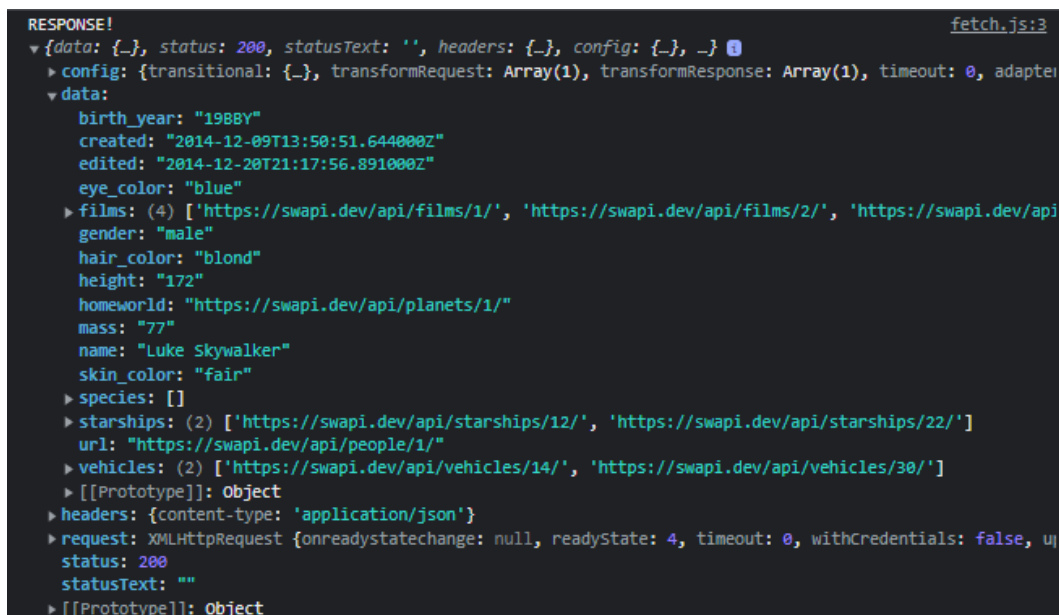 RESPONSE! fetch.js:3
▼{data: {…}, status: 200, statusText: '', headers: {…}, config: {…}, …} i
▶config: {transitional: {…}, transformRequest: Array(1), transformResponse: Array(1), timeout: 0, adapter
▼data:
birth_year: "19BBY"
created: "2014-12-09T13:50:51.644000Z"
edited: "2014-12-20T21:17:56.891000Z"
eye_color: "blue"
▶films: (4) ['https://swapi.dev/api/films/1/', 'https://swapi.dev/api/films/2/', 'https://swapi.dev/api
gender: "male"
hair_color: "blond"
height: "172"
homeworld: "https://swapi.dev/api/planets/1/"
mass: "77"
name: "Luke Skywalker"
skin_color: "fair"
▶species: []
▶starships: (2) ['https://swapi.dev/api/starships/12/', 'https://swapi.dev/api/starships/22/']
url: "https://swapi.dev/api/people/1/"
▶vehicles: (2) ['https://swapi.dev/api/vehicles/14/', 'https://swapi.dev/api/vehicles/30/']
▶[[Prototype]]: Object
▶headers: {content-type: 'application/json'}
▶request: XMLHttpRequest {onreadystatechange: null, readyState: 4, timeout: 0, withCredentials: false, u
status: 200
statusText: ""
▶[[Prototype]]: Object